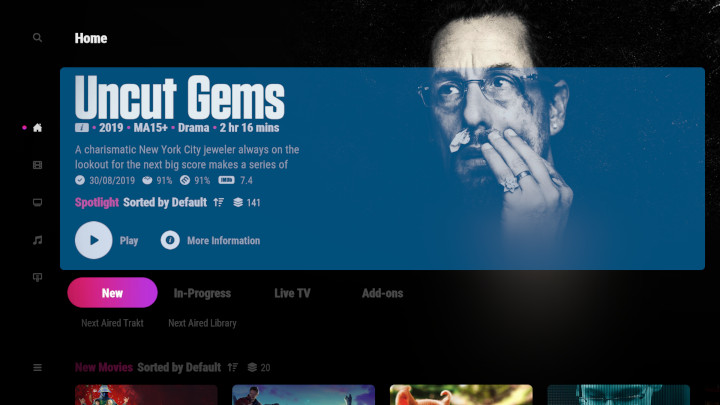 Home
Uncut Gems
i • 2019 • MA15+ • Drama • 2 hr 16 mins
A charismatic New York City jeweler always on the
lookout for the next big score makes a series of
30/08/2019 91% 91% IMDb 7.4
Spotlight Sorted by Default 141
Play i More Information
New In-Progress Live TV Add-ons
Next Aired Trakt Next Aired Library
New Movies Sorted by Default 20